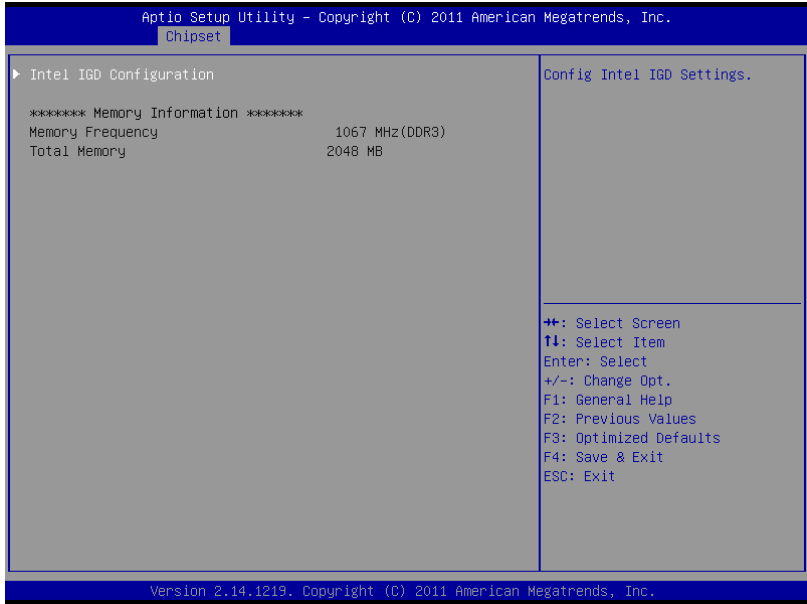 Aptio Setup Utility – Copyright (C) 2011 American Megatrends, Inc.
Chipset
▶ Intel IGD Configuration
******* Memory Information *******
Memory Frequency 1067 MHz(DDR3)
Total Memory 2048 MB
Config Intel IGD Settings.
→←: Select Screen
↑↓: Select Item
Enter: Select
+/-: Change Opt.
F1: General Help
F2: Previous Values
F3: Optimized Defaults
F4: Save & Exit
ESC: Exit
Version 2.14.1219. Copyright (C) 2011 American Megatrends, Inc.